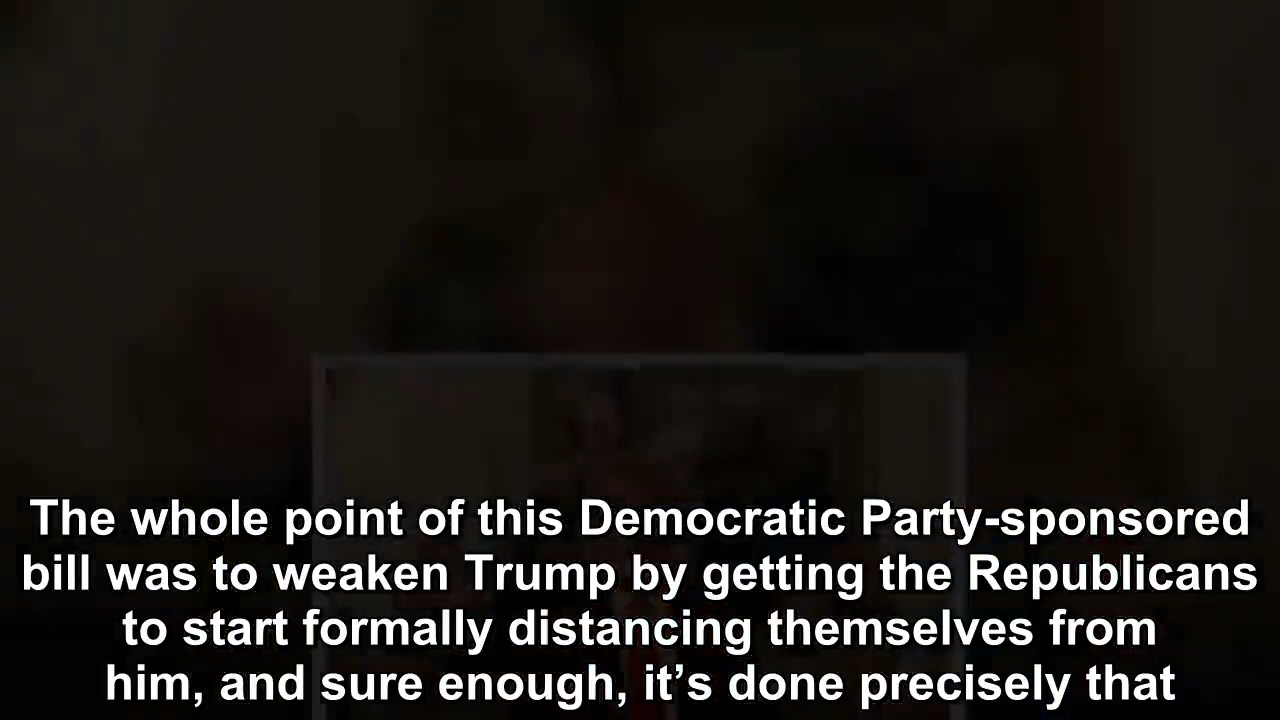 The whole point of this Democratic Party-sponsored
bill was to weaken Trump by getting the Republicans
to start formally distancing themselves from
him, and sure enough, it’s done precisely that